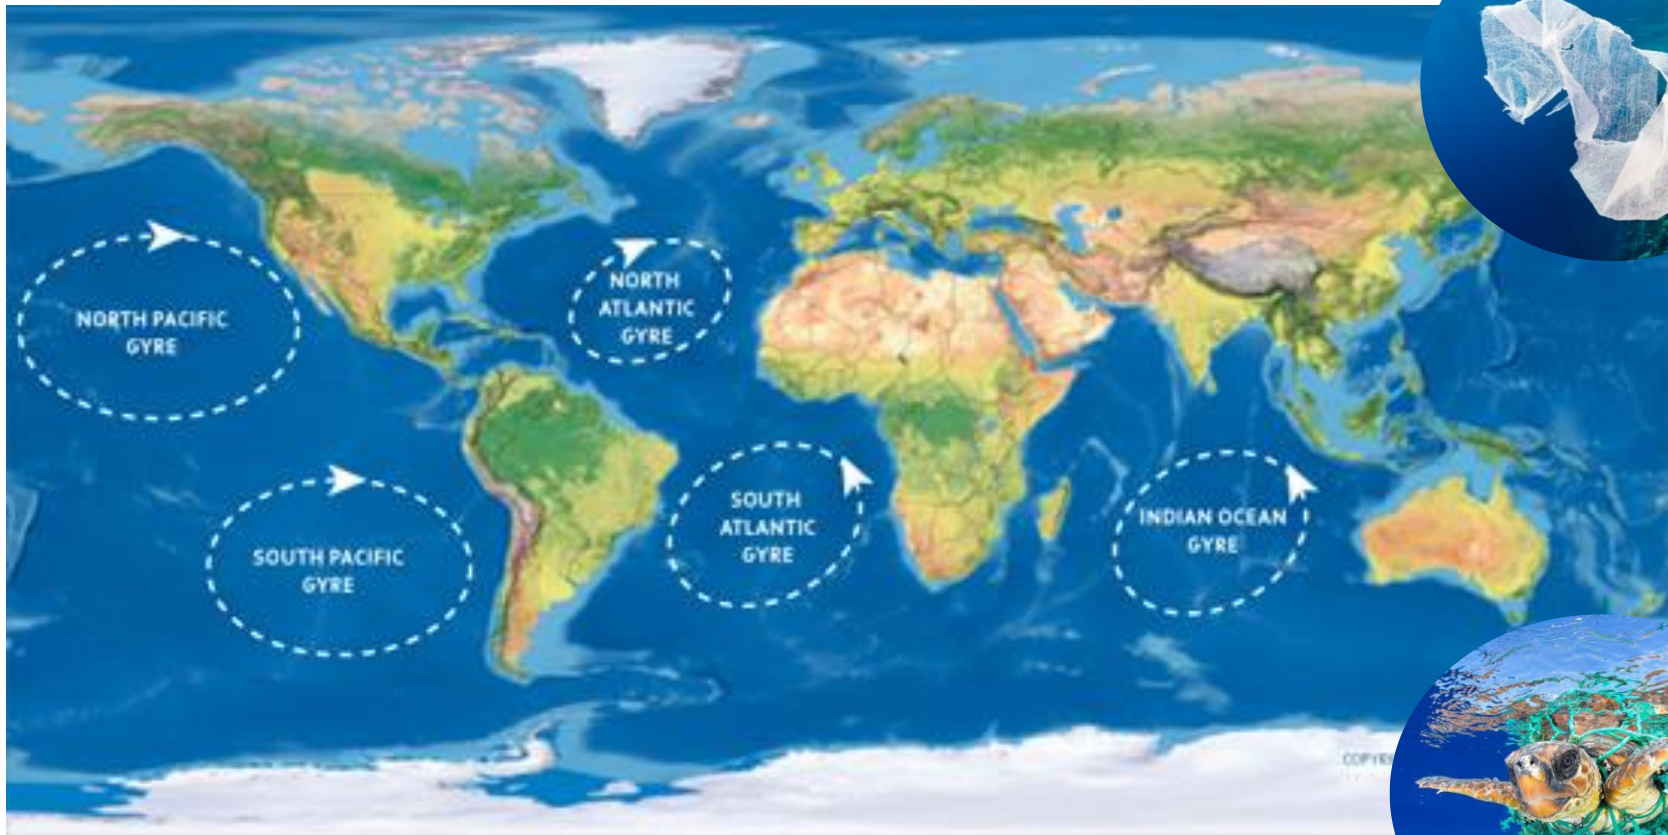 NORTH PACIFIC
GYRE
NORTH
ATLANTIC
GYRE
SOUTH PACIFIC
GYRE
SOUTH
ATLANTIC
GYRE
INDIAN OCEAN
GYRE